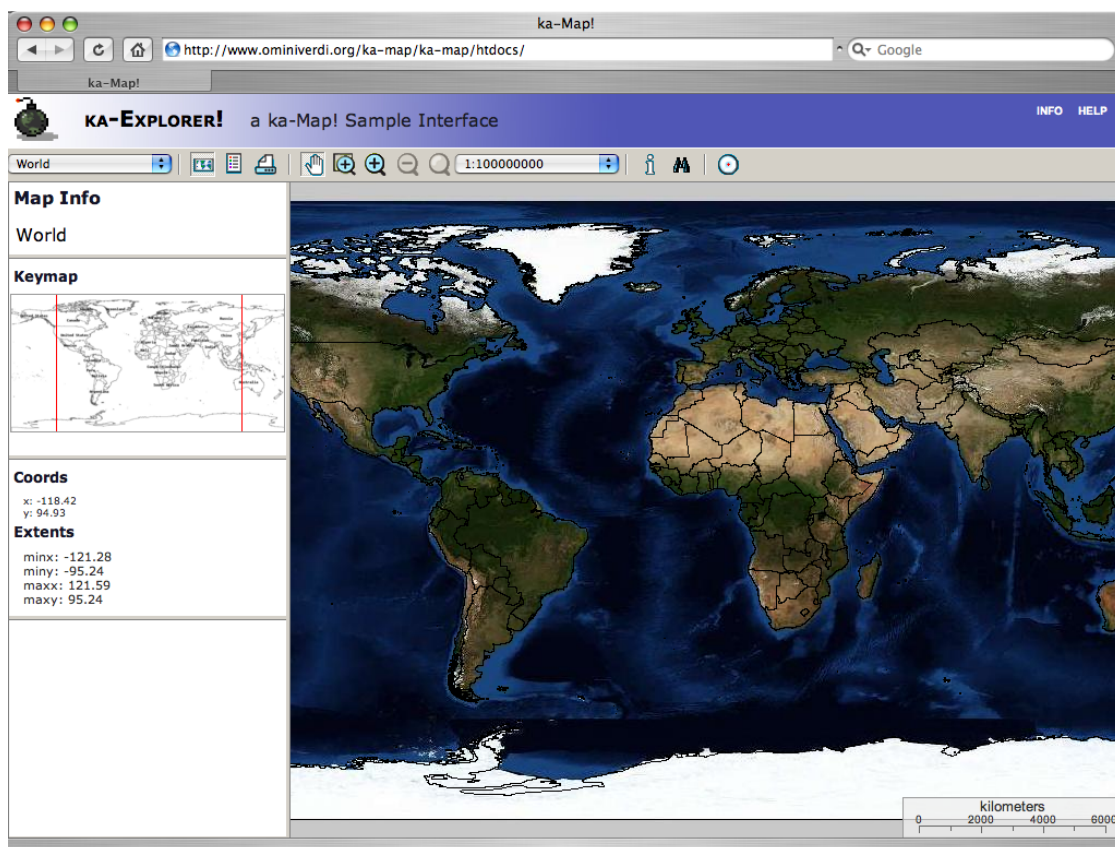 ka-Map!
http://www.ominiverdi.org/ka-map/ka-map/htdocs/
Google
ka-Map!
KA-EXPLORER! a ka-Map! Sample Interface
INFO HELP
World
1:100000000
Map Info
World
Keymap
Coords
x: -118.42
y: 94.93
Extents
minx: -121.28
miny: -95.24
maxx: 121.59
maxy: 95.24
kilometers
0 2000 4000 6000